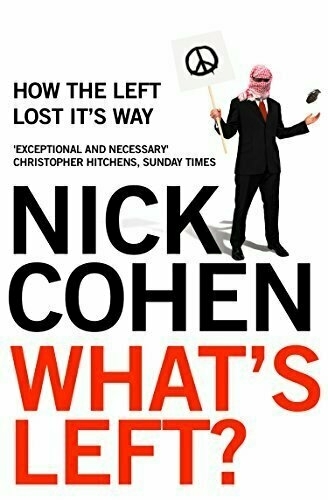 HOW THE LEFT
LOST IT'S WAY
'EXCEPTIONAL AND NECESSARY'
CHRISTOPHER HITCHENS, SUNDAY TIMES
NICK
COHEN
WHAT'S
LEFT?